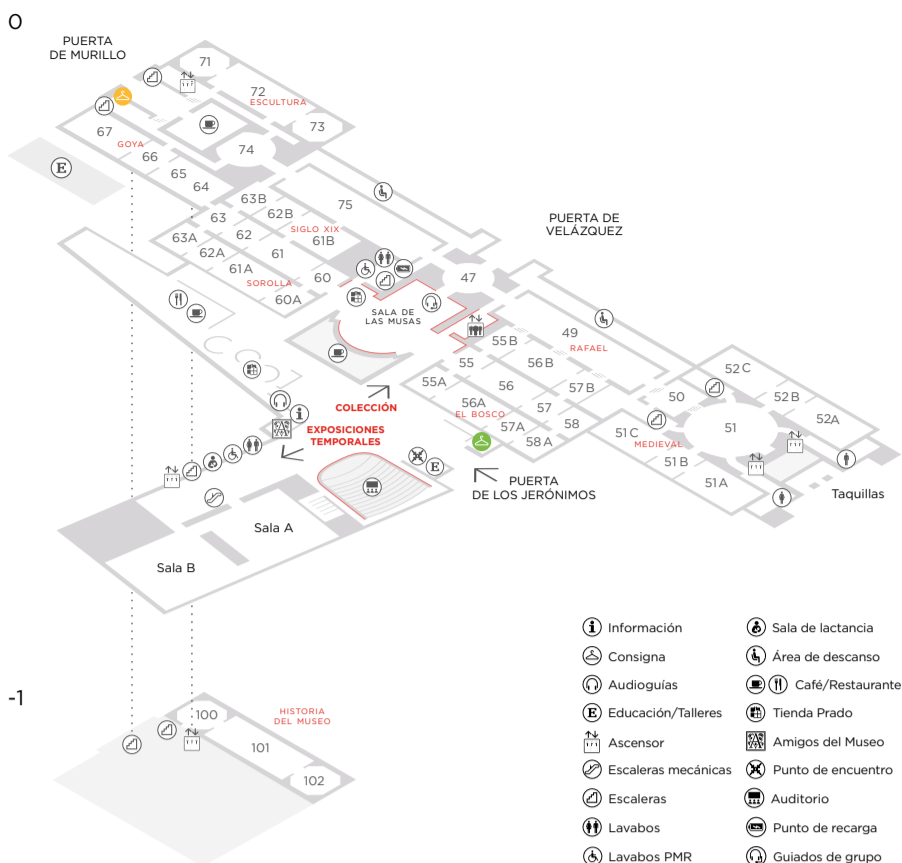 0
PUERTA
DE MURILLO
71
72
ESCULTURA
73
67
GOYA
66
74
65
64
E
63B
75
63
62B
SIGLO XIX
63A
62
61B
62A
61
61A
60
SOROLLA
60A
PUERTA DE
VELÁZQUEZ
47
SALA DE
LAS MUSAS
49
RAFAEL
55B
55
56B
52C
55A
56
57B
50
52B
56A
EL BOSCO
57
52A
57A
58
51C
51
58A
MEDIEVAL
51B
51A
COLECCIÓN
EXPOSICIONES
TEMPORALES
i
E
PUERTA
DE LOS JERÓNIMOS
Taquillas
Sala A
Sala B
-1
HISTORIA
DEL MUSEO
100
101
102
i Información
Consigna
Audioguías
E Educación/Talleres
Ascensor
Escaleras mecánicas
Escaleras
Lavabos
Lavabos PMR
Sala de lactancia
Área de descanso
Café/Restaurante
Tienda Prado
Amigos del Museo
Punto de encuentro
Auditorio
Punto de recarga
Guiados de grupo